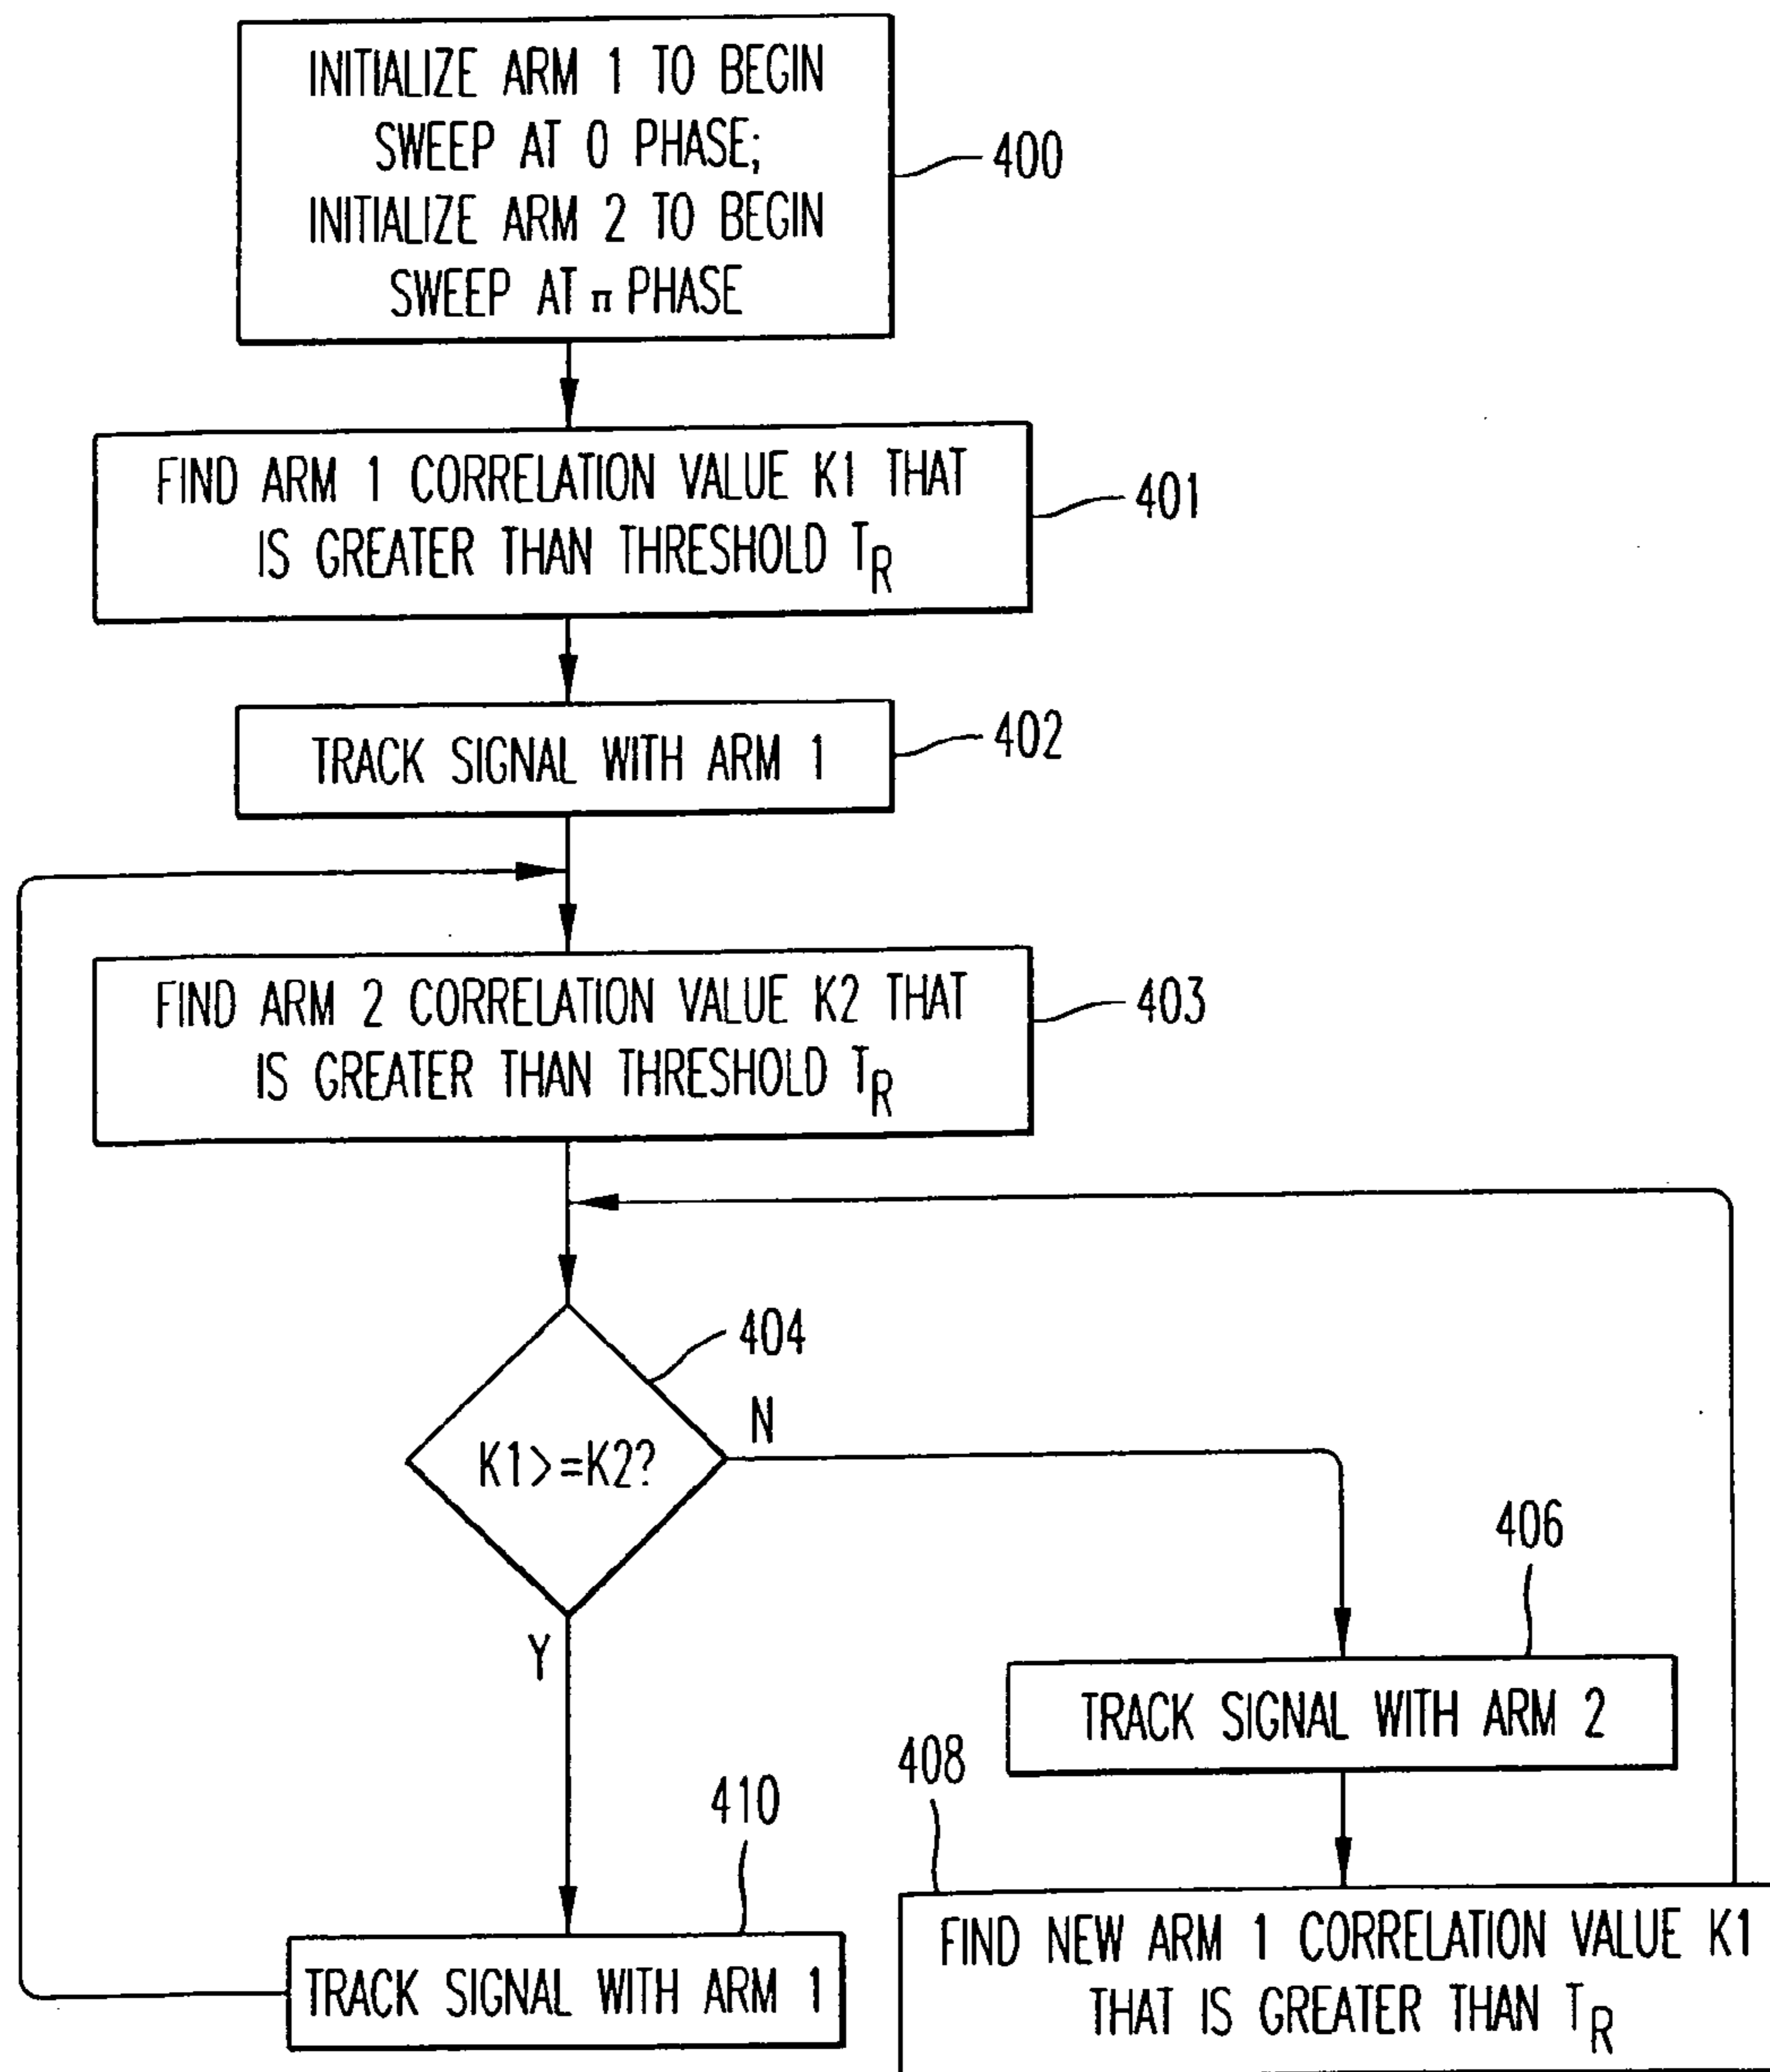 INITIALIZE ARM 1 TO BEGIN
SWEEP AT 0 PHASE;
INITIALIZE ARM 2 TO BEGIN
SWEEP AT π PHASE
400
FIND ARM 1 CORRELATION VALUE K1 THAT
IS GREATER THAN THRESHOLD TR
401
TRACK SIGNAL WITH ARM 1
402
FIND ARM 2 CORRELATION VALUE K2 THAT
IS GREATER THAN THRESHOLD TR
403
404
K1>=K2?
N
Y
406
TRACK SIGNAL WITH ARM 2
408
FIND NEW ARM 1 CORRELATION VALUE K1
THAT IS GREATER THAN TR
410
TRACK SIGNAL WITH ARM 1